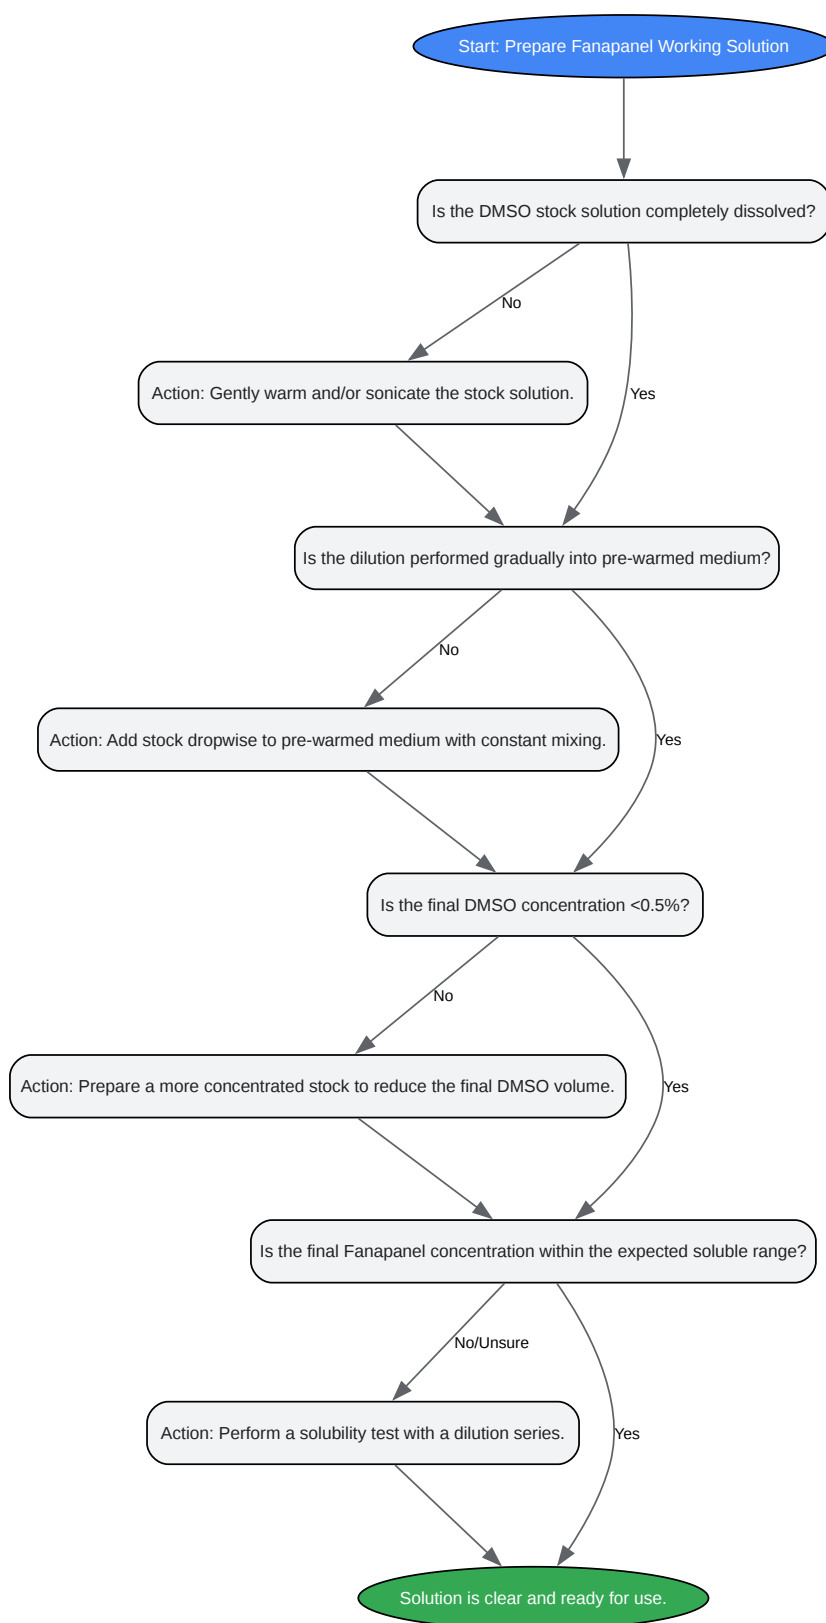 Start: Prepare Fanapanel Working Solution
Is the DMSO stock solution completely dissolved?
No
Action: Gently warm and/or sonicate the stock solution.
Yes
Is the dilution performed gradually into pre-warmed medium?
No
Action: Add stock dropwise to pre-warmed medium with constant mixing.
Yes
Is the final DMSO concentration <0.5%?
No
Action: Prepare a more concentrated stock to reduce the final DMSO volume.
Yes
Is the final Fanapanel concentration within the expected soluble range?
No/Unsure
Action: Perform a solubility test with a dilution series.
Yes
Solution is clear and ready for use.